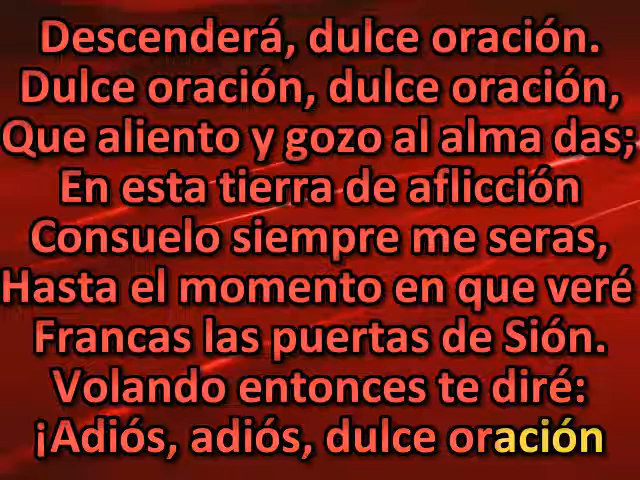 Descenderá, dulce oración.
Dulce oración, dulce oración,
Que aliento y gozo al alma das;
En esta tierra de aflicción
Consuelo siempre me seras,
Hasta el momento en que veré
Francas las puertas de Sión.
Volando entonces te diré:
¡Adiós, adiós, dulce oración